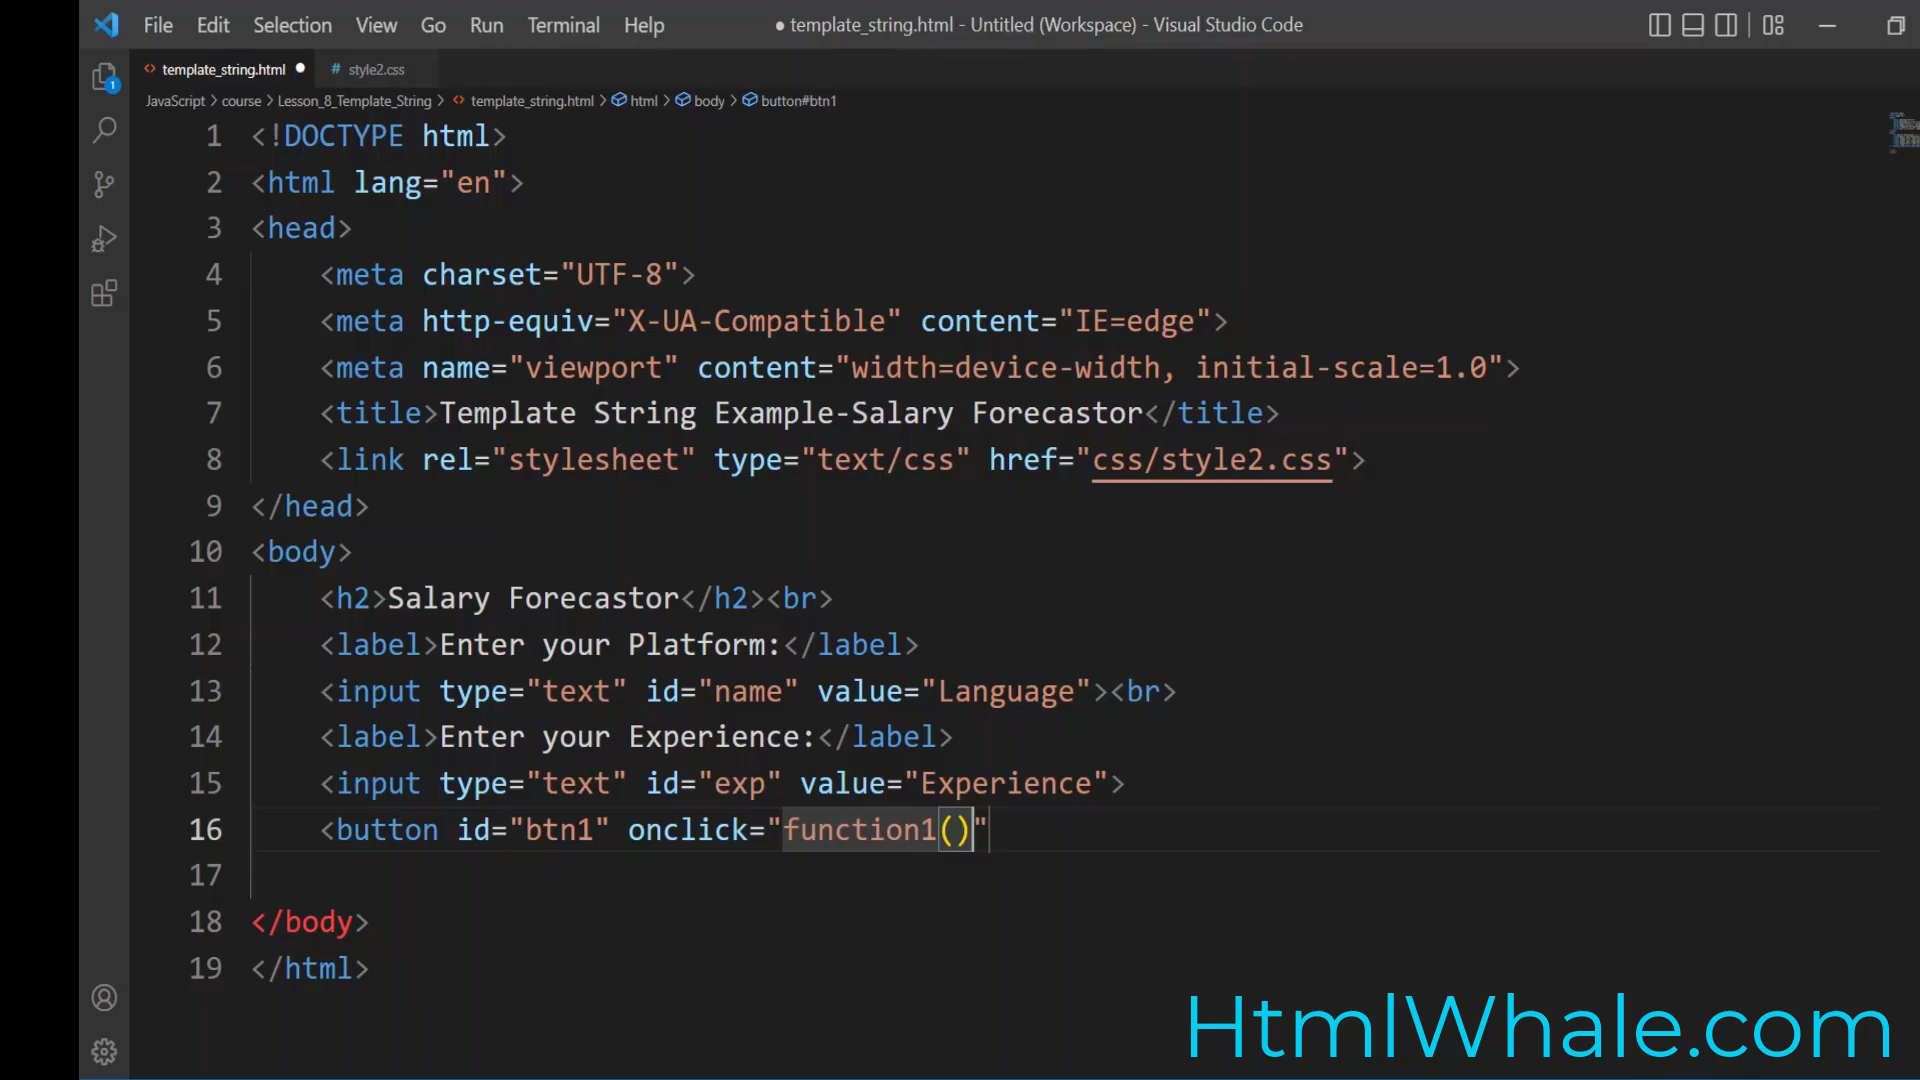 File Edit Selection View Go Run Terminal Help ● template_string.html - Untitled (Workspace) - Visual Studio Code
template_string.html # style2.css
1
JavaScript > course > Lesson_8_Template_String > template_string.html > html > body > button#btn1
1 <!DOCTYPE html>
2 <html lang="en">
3 <head>
4 <meta charset="UTF-8">
5 <meta http-equiv="X-UA-Compatible" content="IE=edge">
6 <meta name="viewport" content="width=device-width, initial-scale=1.0">
7 <title>Template String Example-Salary Forecastor</title>
8 <link rel="stylesheet" type="text/css" href="css/style2.css">
9 </head>
10 <body>
11 <h2>Salary Forecastor</h2><br>
12 <label>Enter your Platform:</label>
13 <input type="text" id="name" value="Language"><br>
14 <label>Enter your Experience:</label>
15 <input type="text" id="exp" value="Experience">
16 <button id="btn1" onclick="function1()"
17
18 </body>
19 </html>
HtmlWhale.com